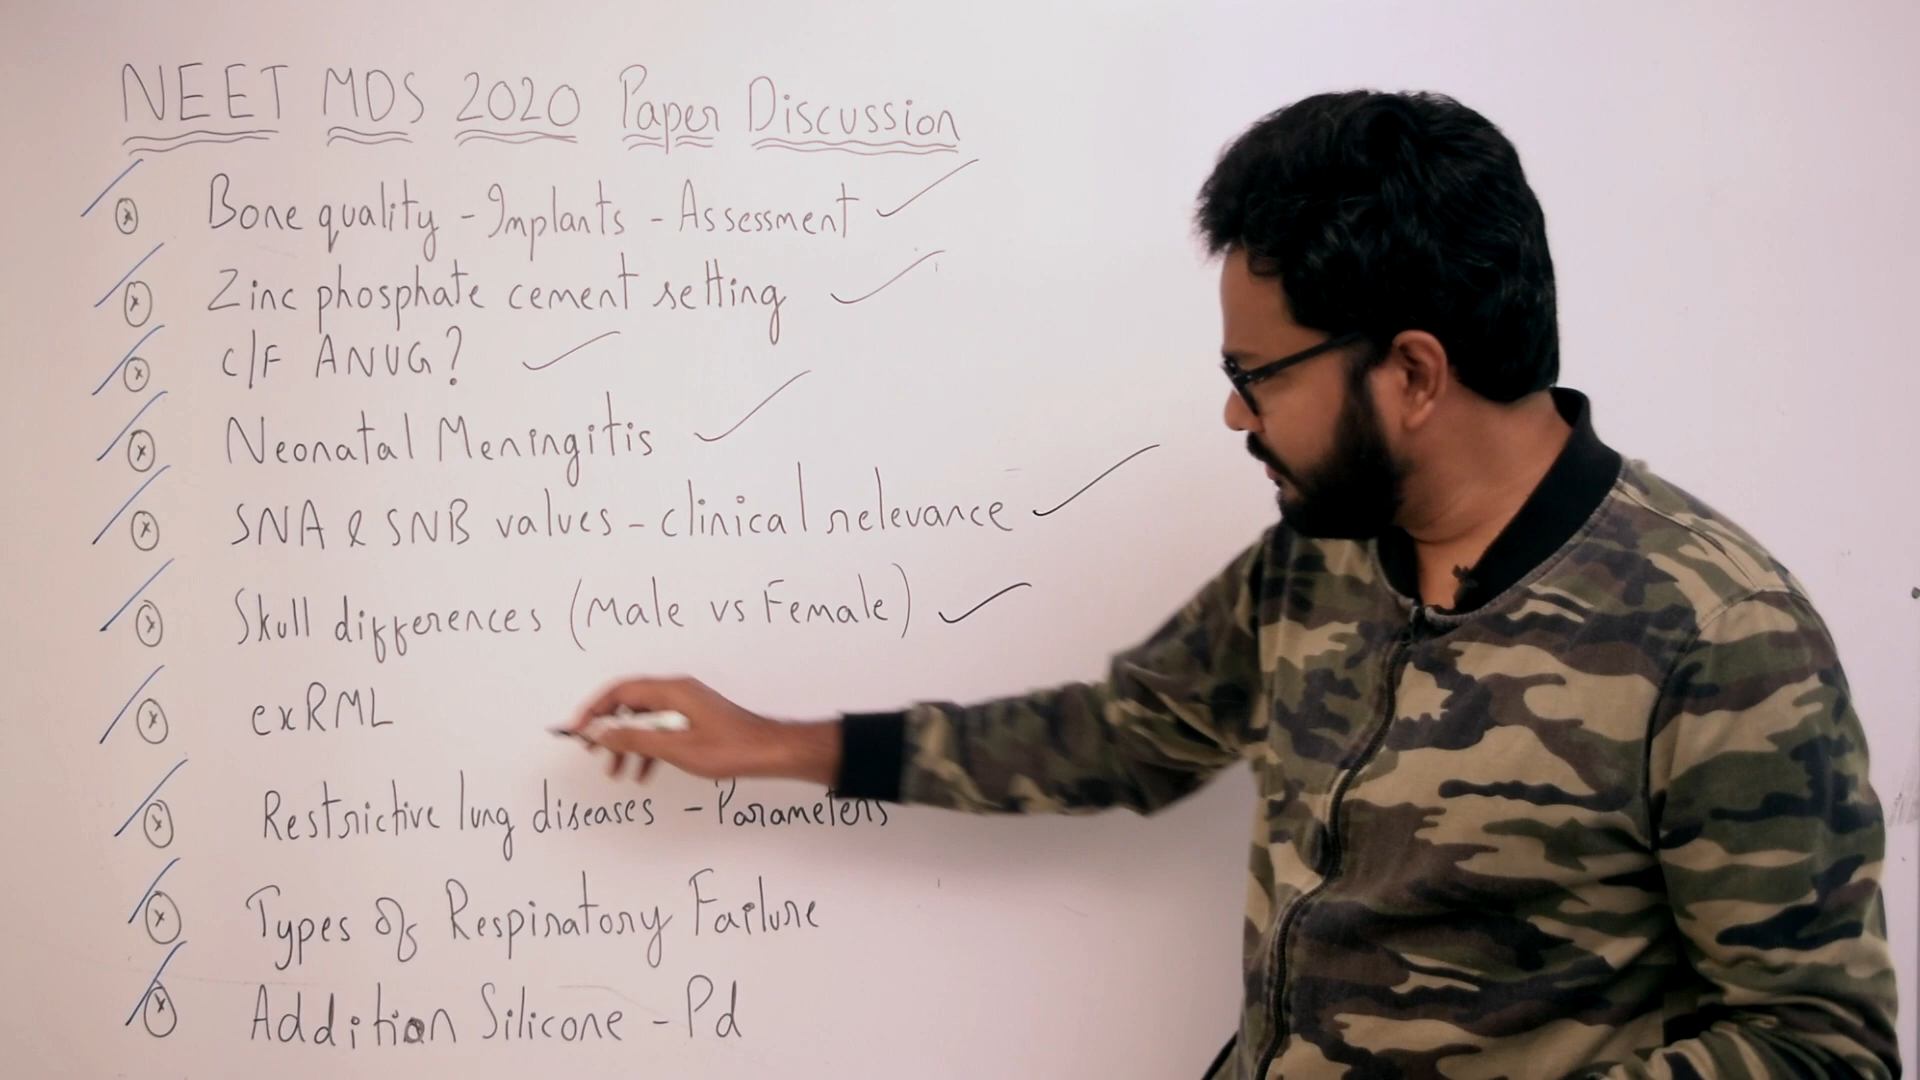 NEET MDS 2020 Paper Discussion
Bone quality - Implants - Assessment
Zinc phosphate cement setting
C/F ANUG?
Neonatal Meningitis
SNA & SNB values - clinical relevance
Skull differences (Male vs Female)
exRML
Restrictive lung diseases - Parameters
Types of Respiratory Failure
Addition Silicone - Pd